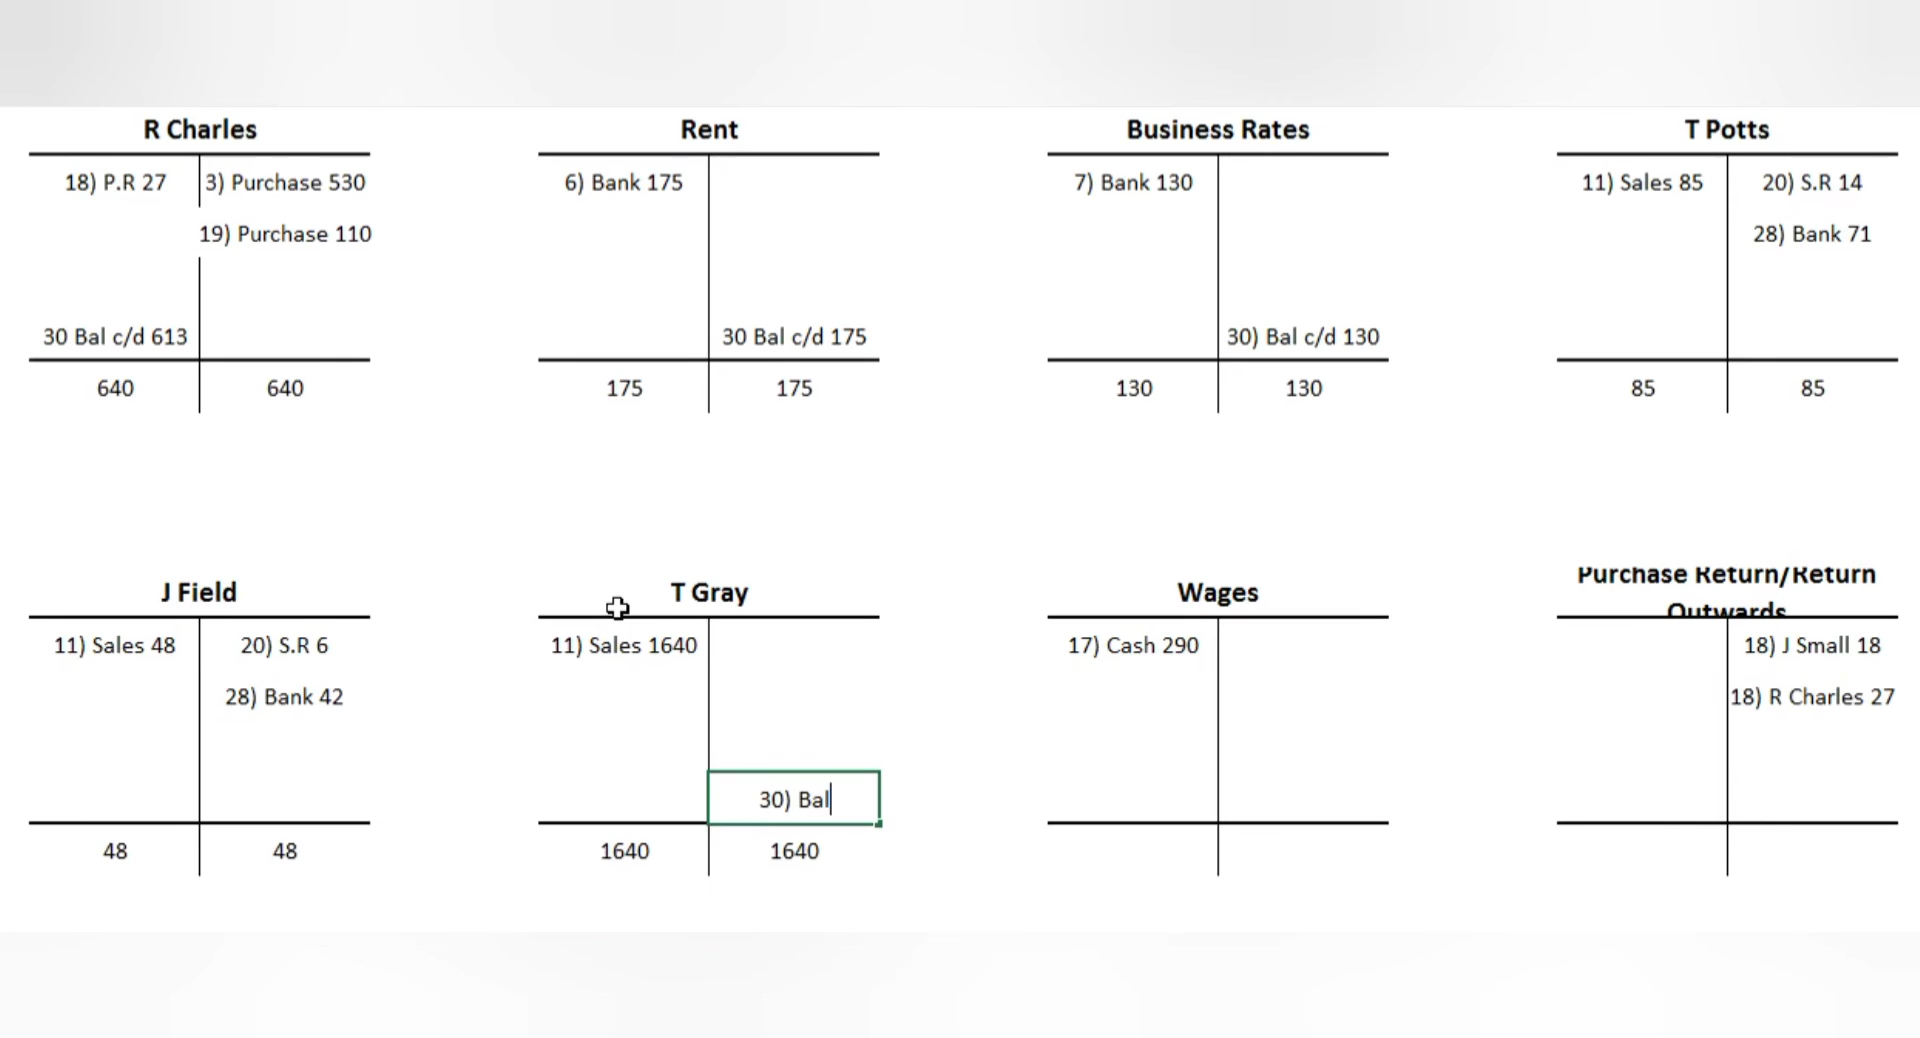 R Charles
18) P.R 27
3) Purchase 530
19) Purchase 110
30 Bal c/d 613
640
640
Rent
6) Bank 175
30 Bal c/d 175
175
175
Business Rates
7) Bank 130
30) Bal c/d 130
130
130
T Potts
11) Sales 85
20) S.R 14
28) Bank 71
85
85
J Field
11) Sales 48
20) S.R 6
28) Bank 42
48
48
T Gray
11) Sales 1640
30) Bal
1640
1640
Wages
17) Cash 290
Purchase Return/Return
Outwards
18) J Small 18
18) R Charles 27